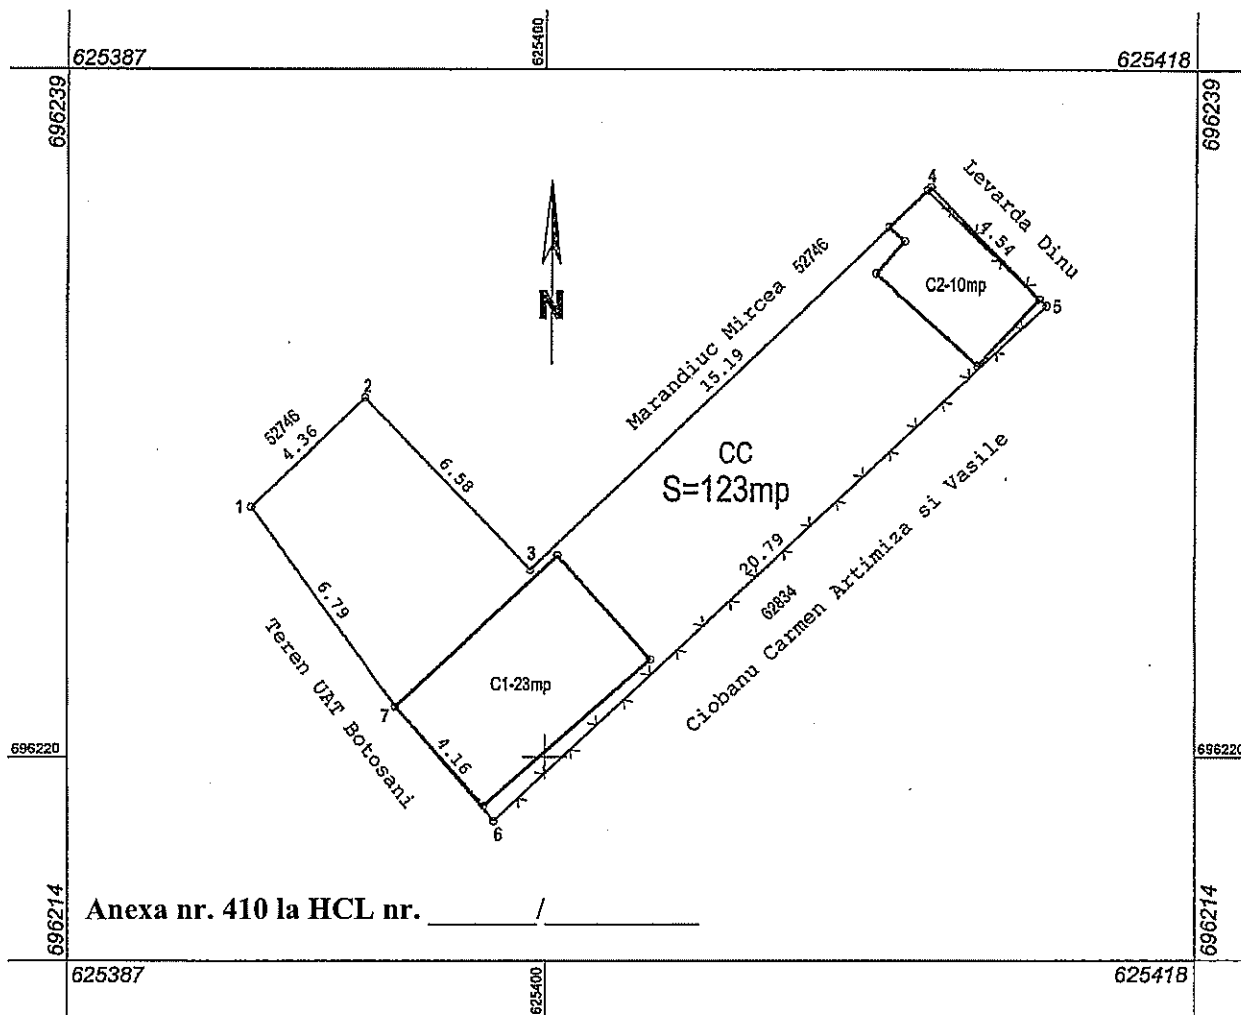 625387
625400
625418
696239
696239
4
Levarda Dinu
4.54
52746
C2-10mp
5
N
Marandiuc Mircea
15.19
2
52746
4.36
6.58
CC
S=123mp
1
3
20.79
62834
Ciobanu Carmen Artimiza si Vasile
6.79
Teren UAT Botosani
C1-23mp
7
4.16
696220
696220
6
Anexa nr. 410 la HCL nr. ______/________
696214
696214
625387
625400
625418